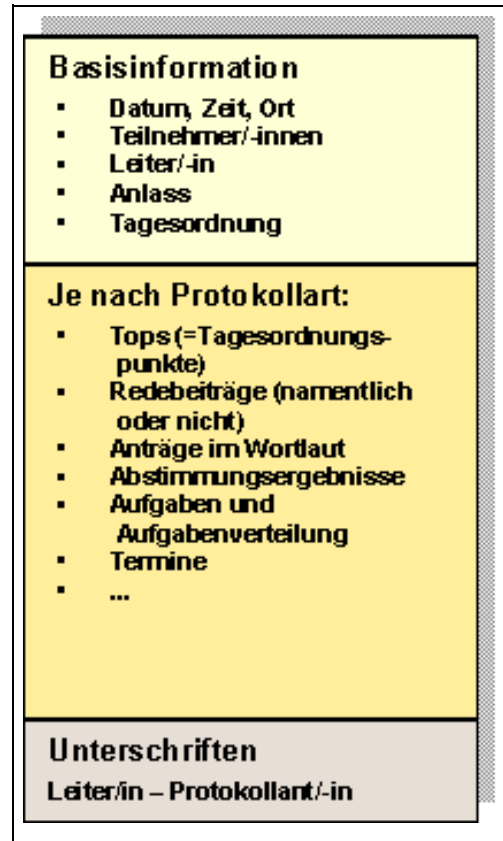 Basisinformation
▪ Datum, Zeit, Ort
▪ Teilnehmer/-innen
▪ Leiter/-in
▪ Anlass
▪ Tagesordnung
Je nach Protokollart:
▪ Tops (=Tagesordnungs-
punkte)
▪ Redebeiträge (namentlich
oder nicht)
▪ Anträge im Wortlaut
▪ Abstimmungsergebnisse
▪ Aufgaben und
Aufgabenverteilung
▪ Termine
▪ ...
Unterschriften
Leiter/in – Protokollant/-in